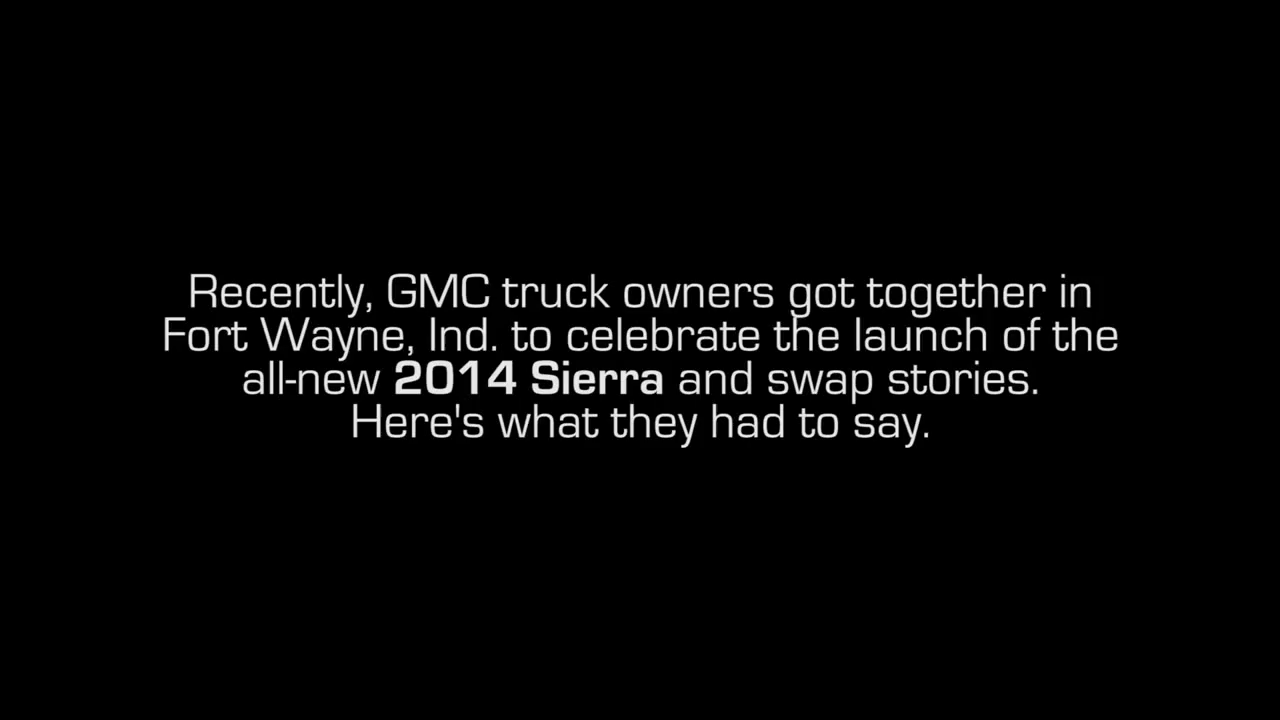 Recently, GMC truck owners got together in
Fort Wayne, Ind. to celebrate the launch of the
all-new 2014 Sierra and swap stories.
Here's what they had to say.